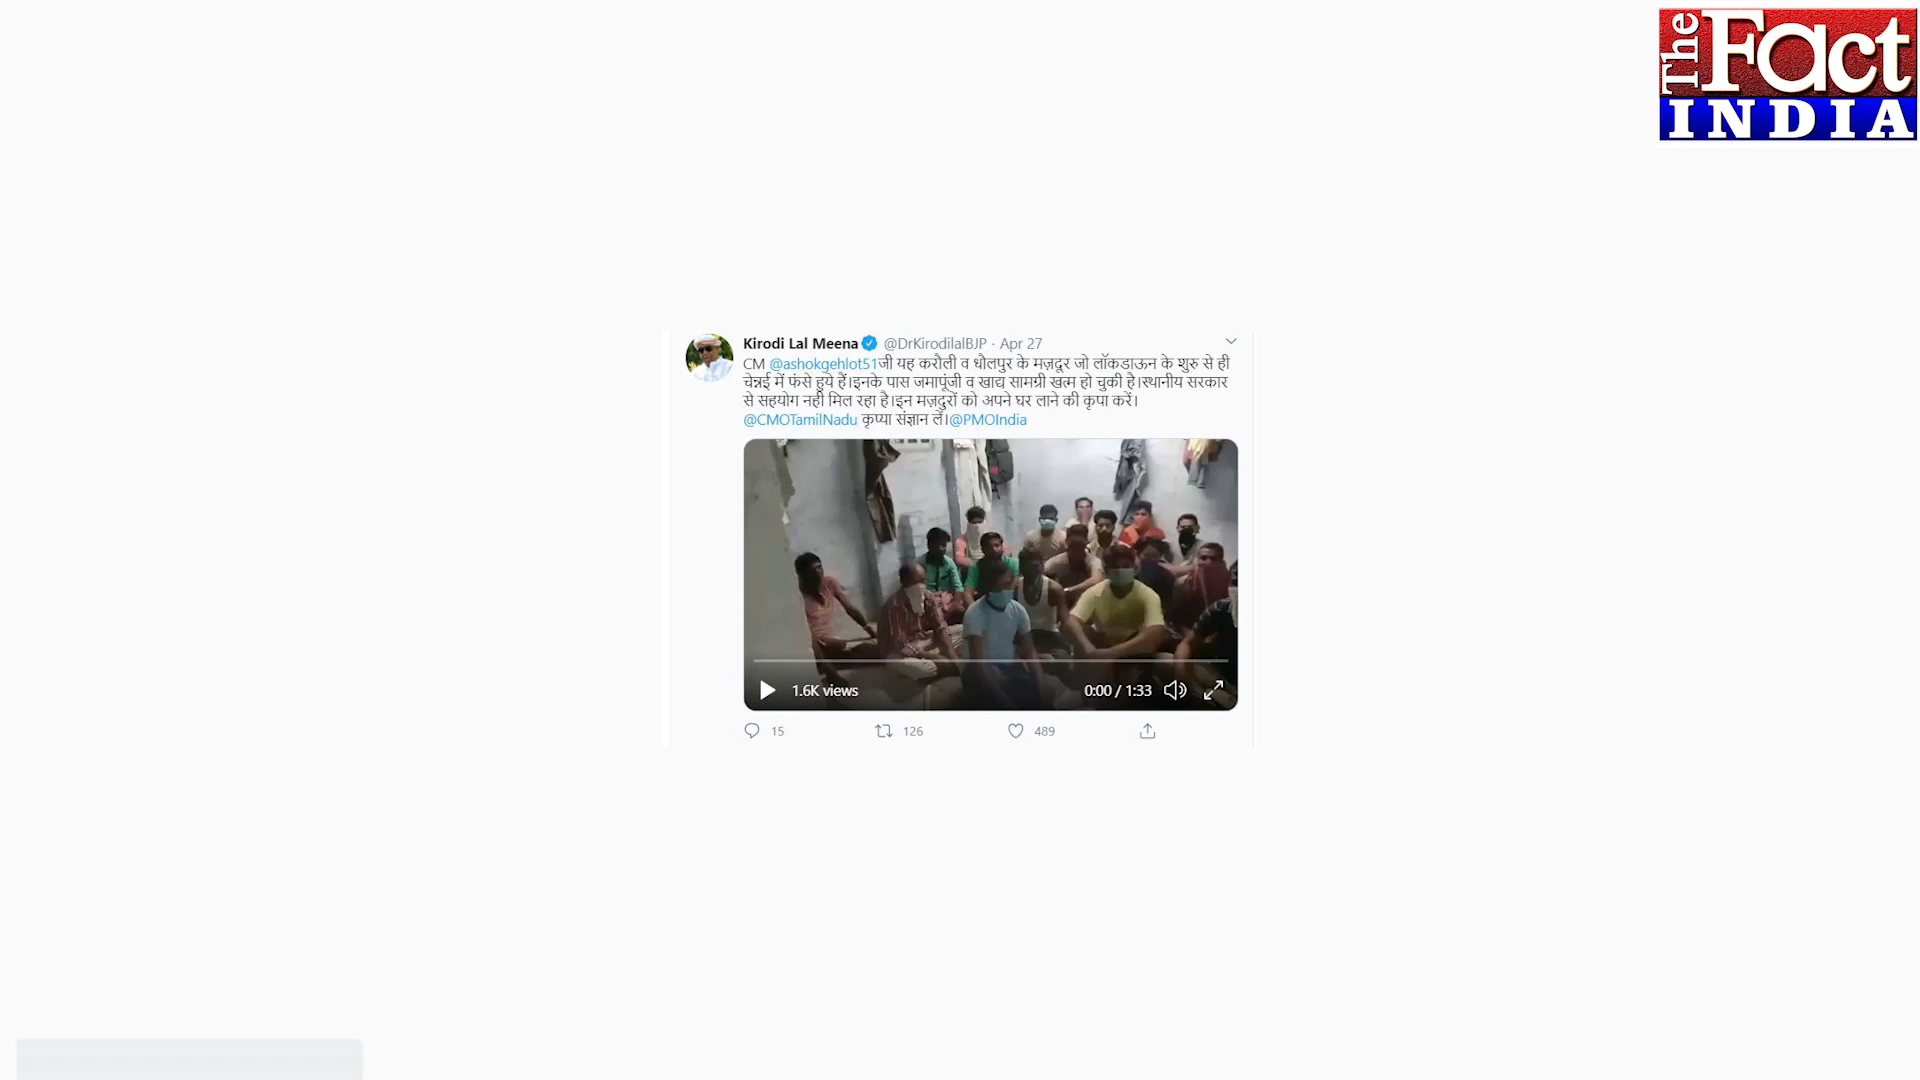 The Fact
INDIA
Kirodi Lal Meena @DrKirodilalBJP · Apr 27
CM @ashokgehlot51जी यह करौली व धौलपुर के मज़दूर जो लॉकडाऊन के शुरु से ही
चेन्नई में फंसे हुये हैं।इनके पास जमापूंजी व खाद्य सामग्री खत्म हो चुकी है।स्थानीय सरकार
से सहयोग नही मिल रहा है।इन मज़दुरों को अपने घर लाने की कृपा करें।
@CMOTamilNadu कृप्या संज्ञान लें।@PMOIndia
1.6K views
0:00 / 1:33
15 126 489